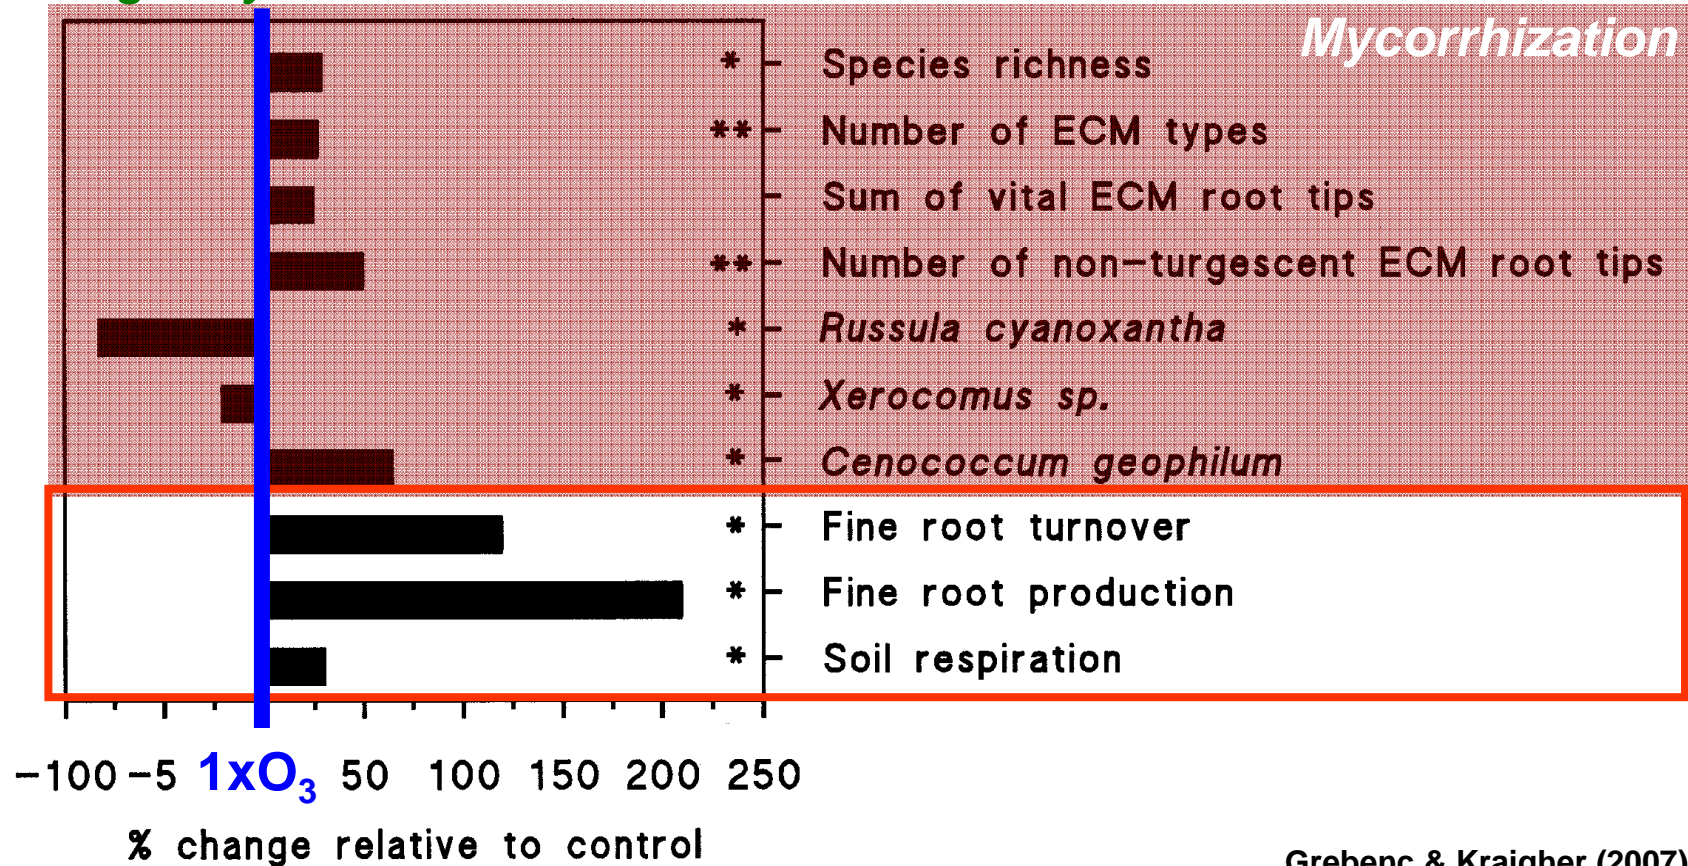 Mycorrhization
* Species richness
** Number of ECM types
Sum of vital ECM root tips
** Number of non-turgescent ECM root tips
* Russula cyanoxantha
* Xerocomus sp.
* Cenococcum geophilum
* Fine root turnover
* Fine root production
* Soil respiration
-100 -5 1xO₃ 50 100 150 200 250
% change relative to control
Grebenc & Kraigher (2007)